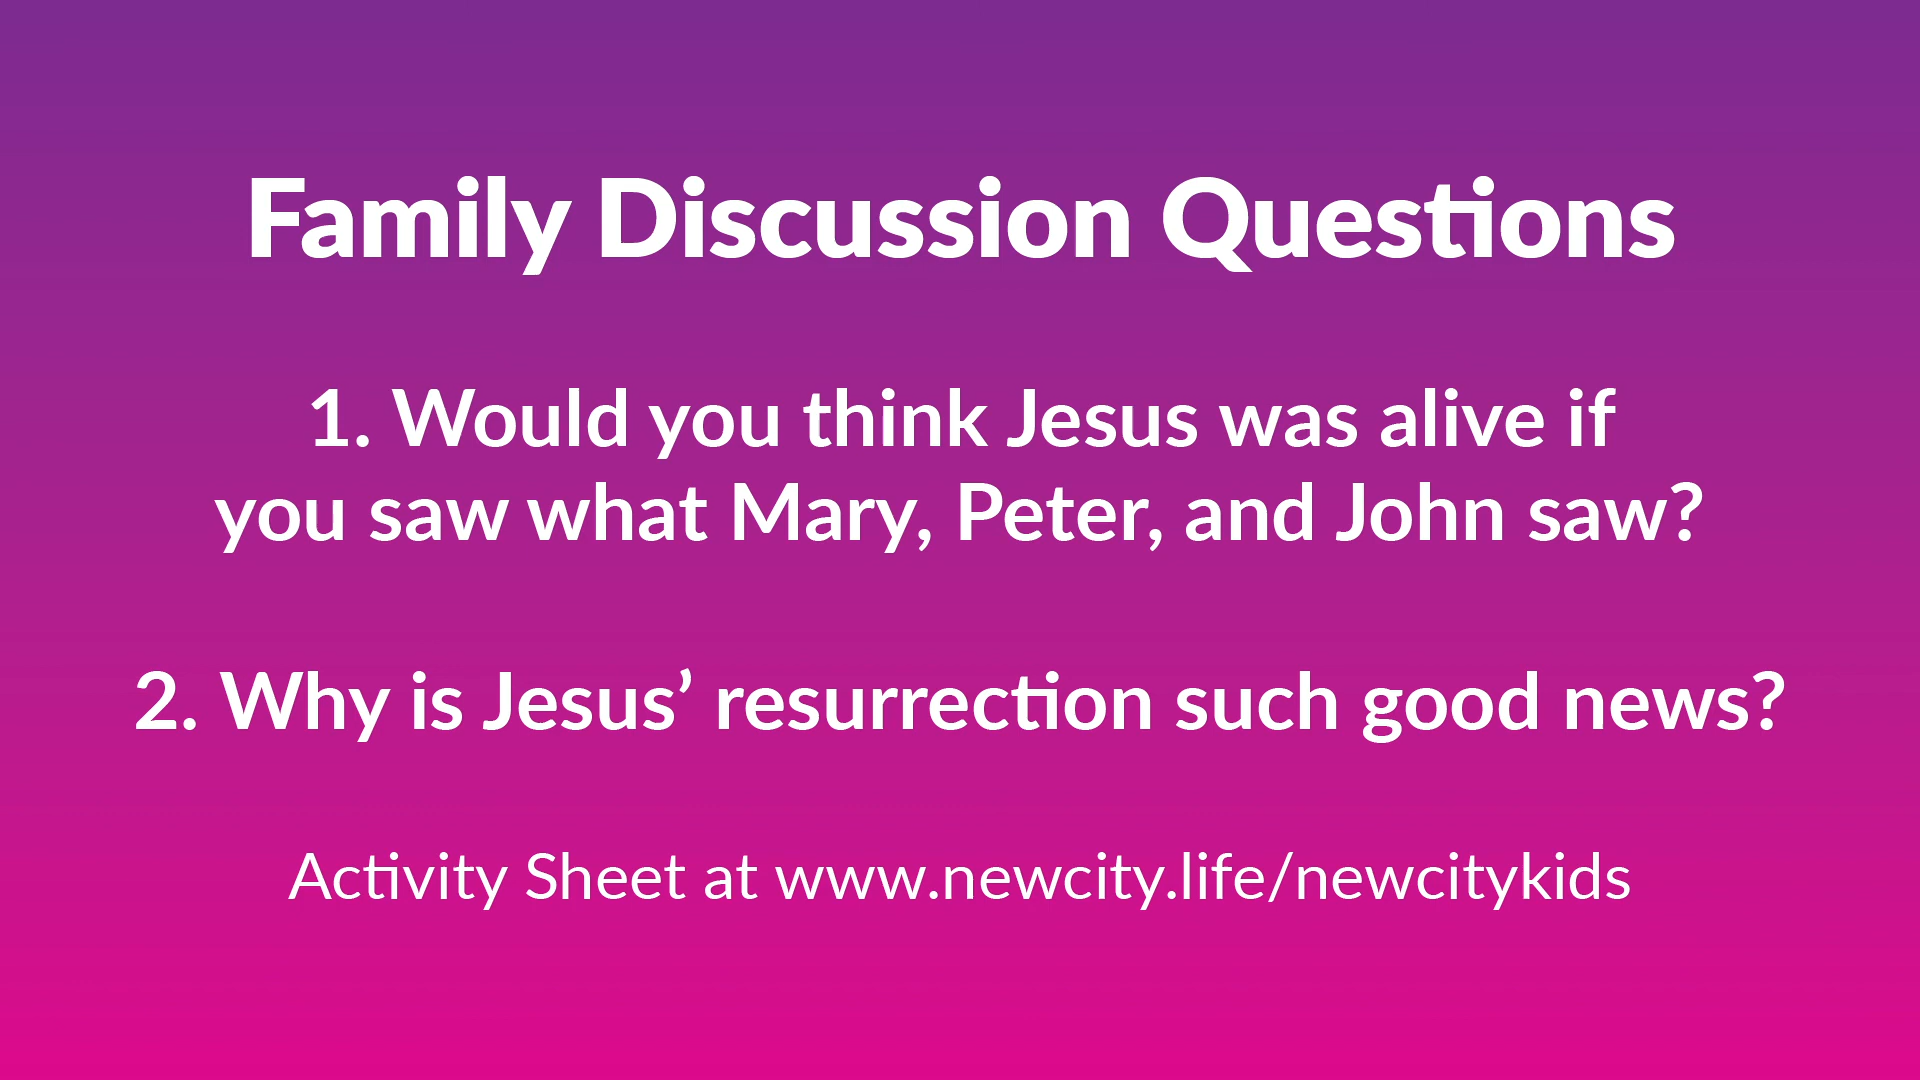 Family Discussion Questions
1. Would you think Jesus was alive if
you saw what Mary, Peter, and John saw?
2. Why is Jesus’ resurrection such good news?
Activity Sheet at www.newcity.life/newcitykids